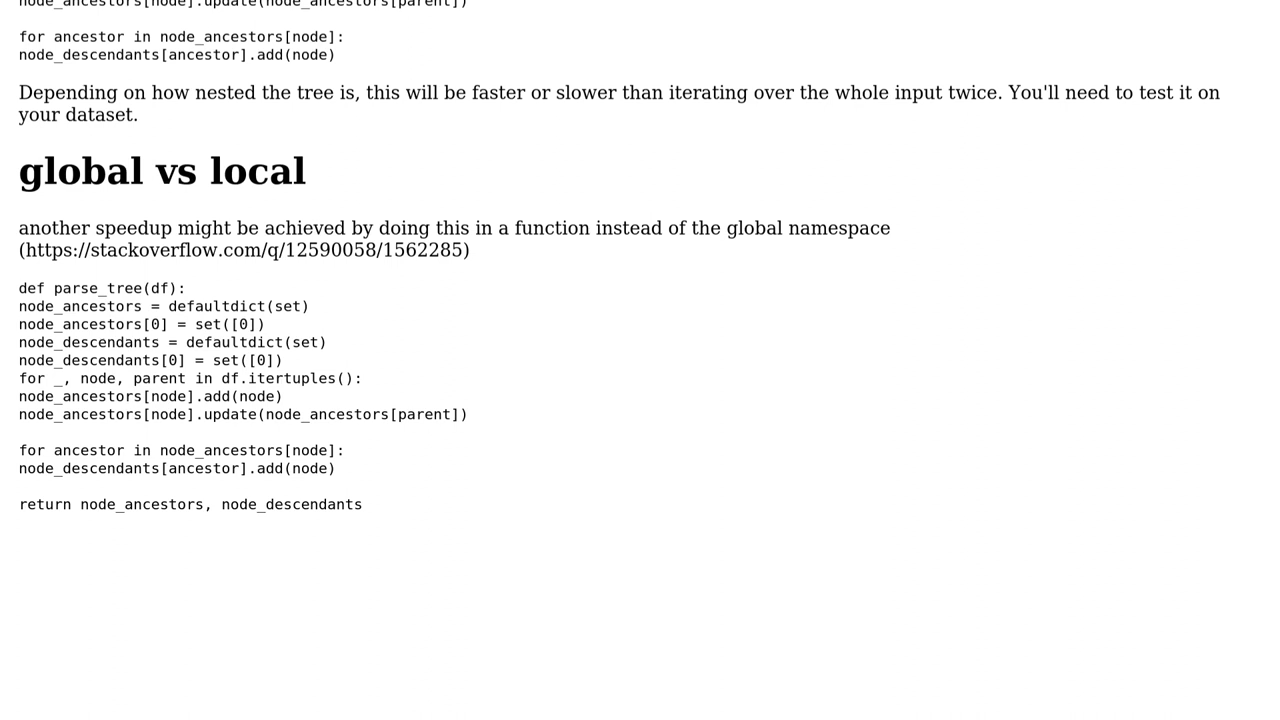 node_ancestors[node].update(node_ancestors[parent])
for ancestor in node_ancestors[node]:
node_descendants[ancestor].add(node)
Depending on how nested the tree is, this will be faster or slower than iterating over the whole input twice. You'll need to test it on
your dataset.
global vs local
another speedup might be achieved by doing this in a function instead of the global namespace
(https://stackoverflow.com/q/12590058/1562285)
def parse_tree(df):
node_ancestors = defaultdict(set)
node_ancestors[0] = set([0])
node_descendants = defaultdict(set)
node_descendants[0] = set([0])
for _, node, parent in df.itertuples():
node_ancestors[node].add(node)
node_ancestors[node].update(node_ancestors[parent])
for ancestor in node_ancestors[node]:
node_descendants[ancestor].add(node)
return node_ancestors, node_descendants